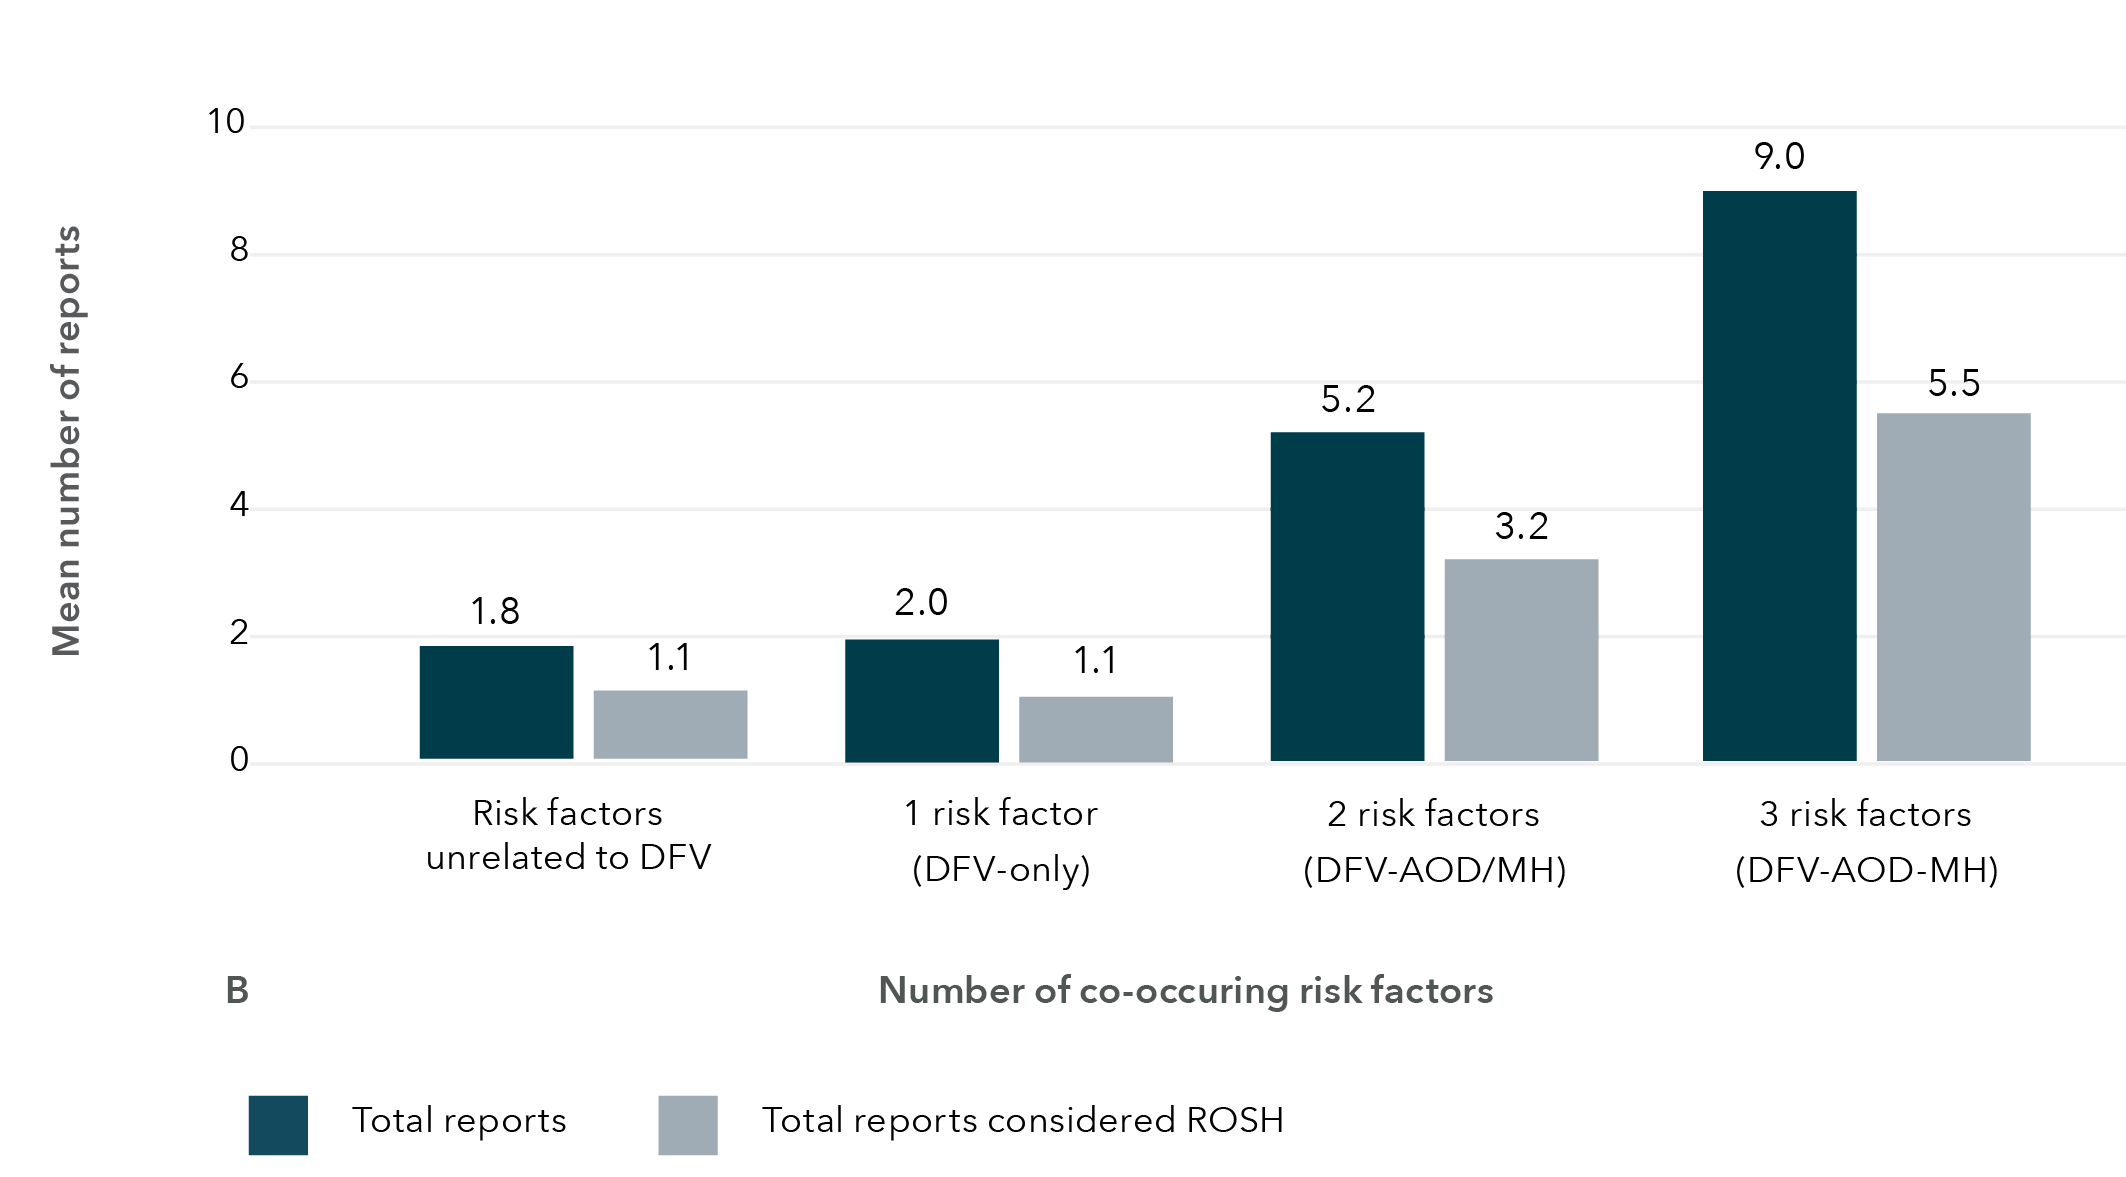 Mean number of reports
10
8
6
4
2
0
1.8
1.1
2.0
1.1
5.2
3.2
9.0
5.5
Risk factors
unrelated to DFV
1 risk factor
(DFV-only)
2 risk factors
(DFV-AOD/MH)
3 risk factors
(DFV-AOD-MH)
B
Number of co-occuring risk factors
Total reports
Total reports considered ROSH